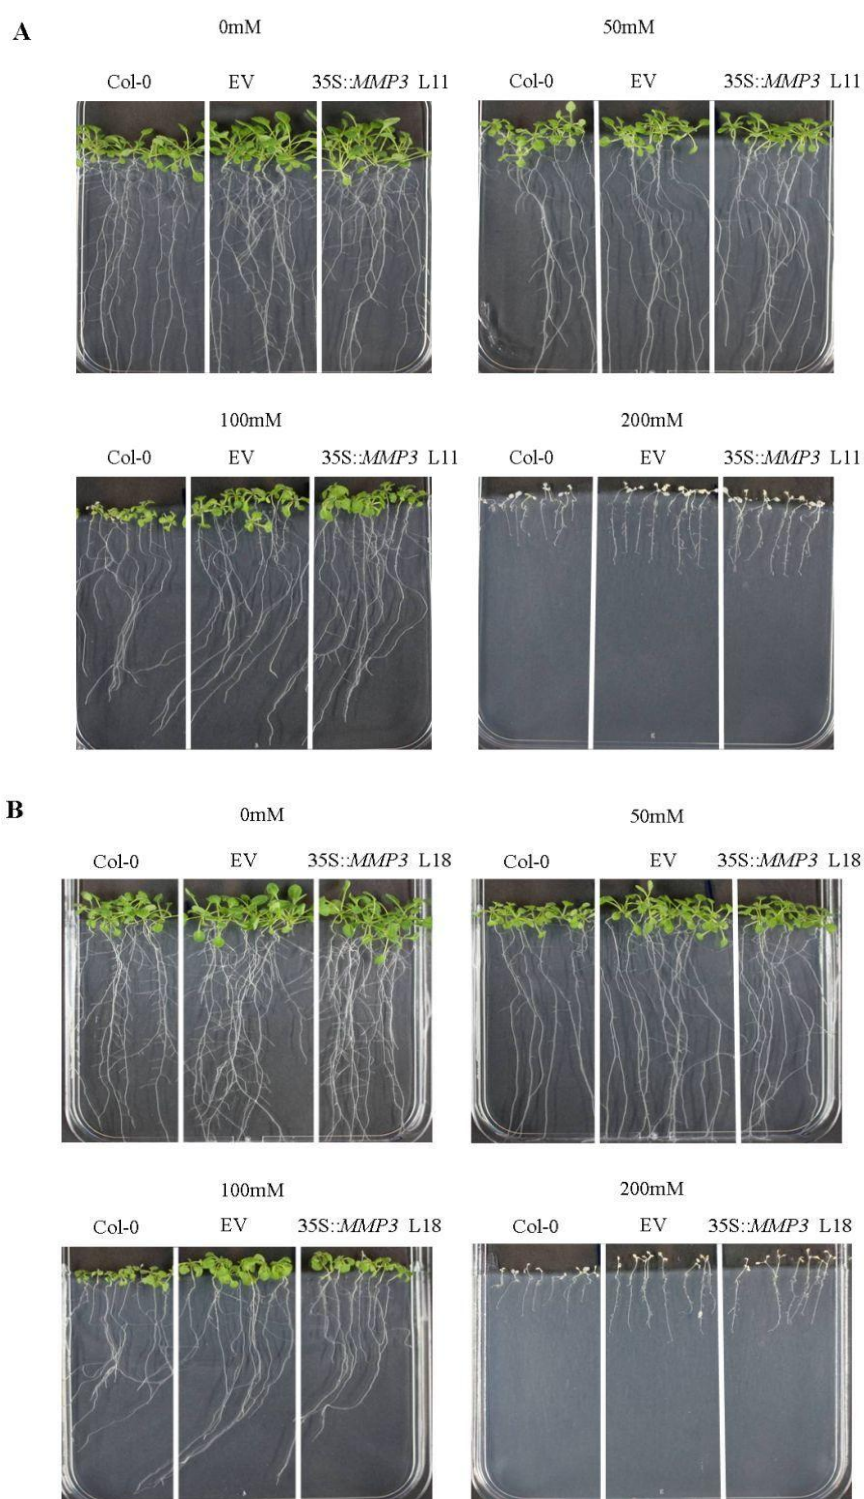 A
0mM 50mM
Col-0 EV 35S::MMP3 L11 Col-0 EV 35S::MMP3 L11
100mM 200mM
Col-0 EV 35S::MMP3 L11 Col-0 EV 35S::MMP3 L11
B
0mM 50mM
Col-0 EV 35S::MMP3 L18 Col-0 EV 35S::MMP3 L18
100mM 200mM
Col-0 EV 35S::MMP3 L18 Col-0 EV 35S::MMP3 L18